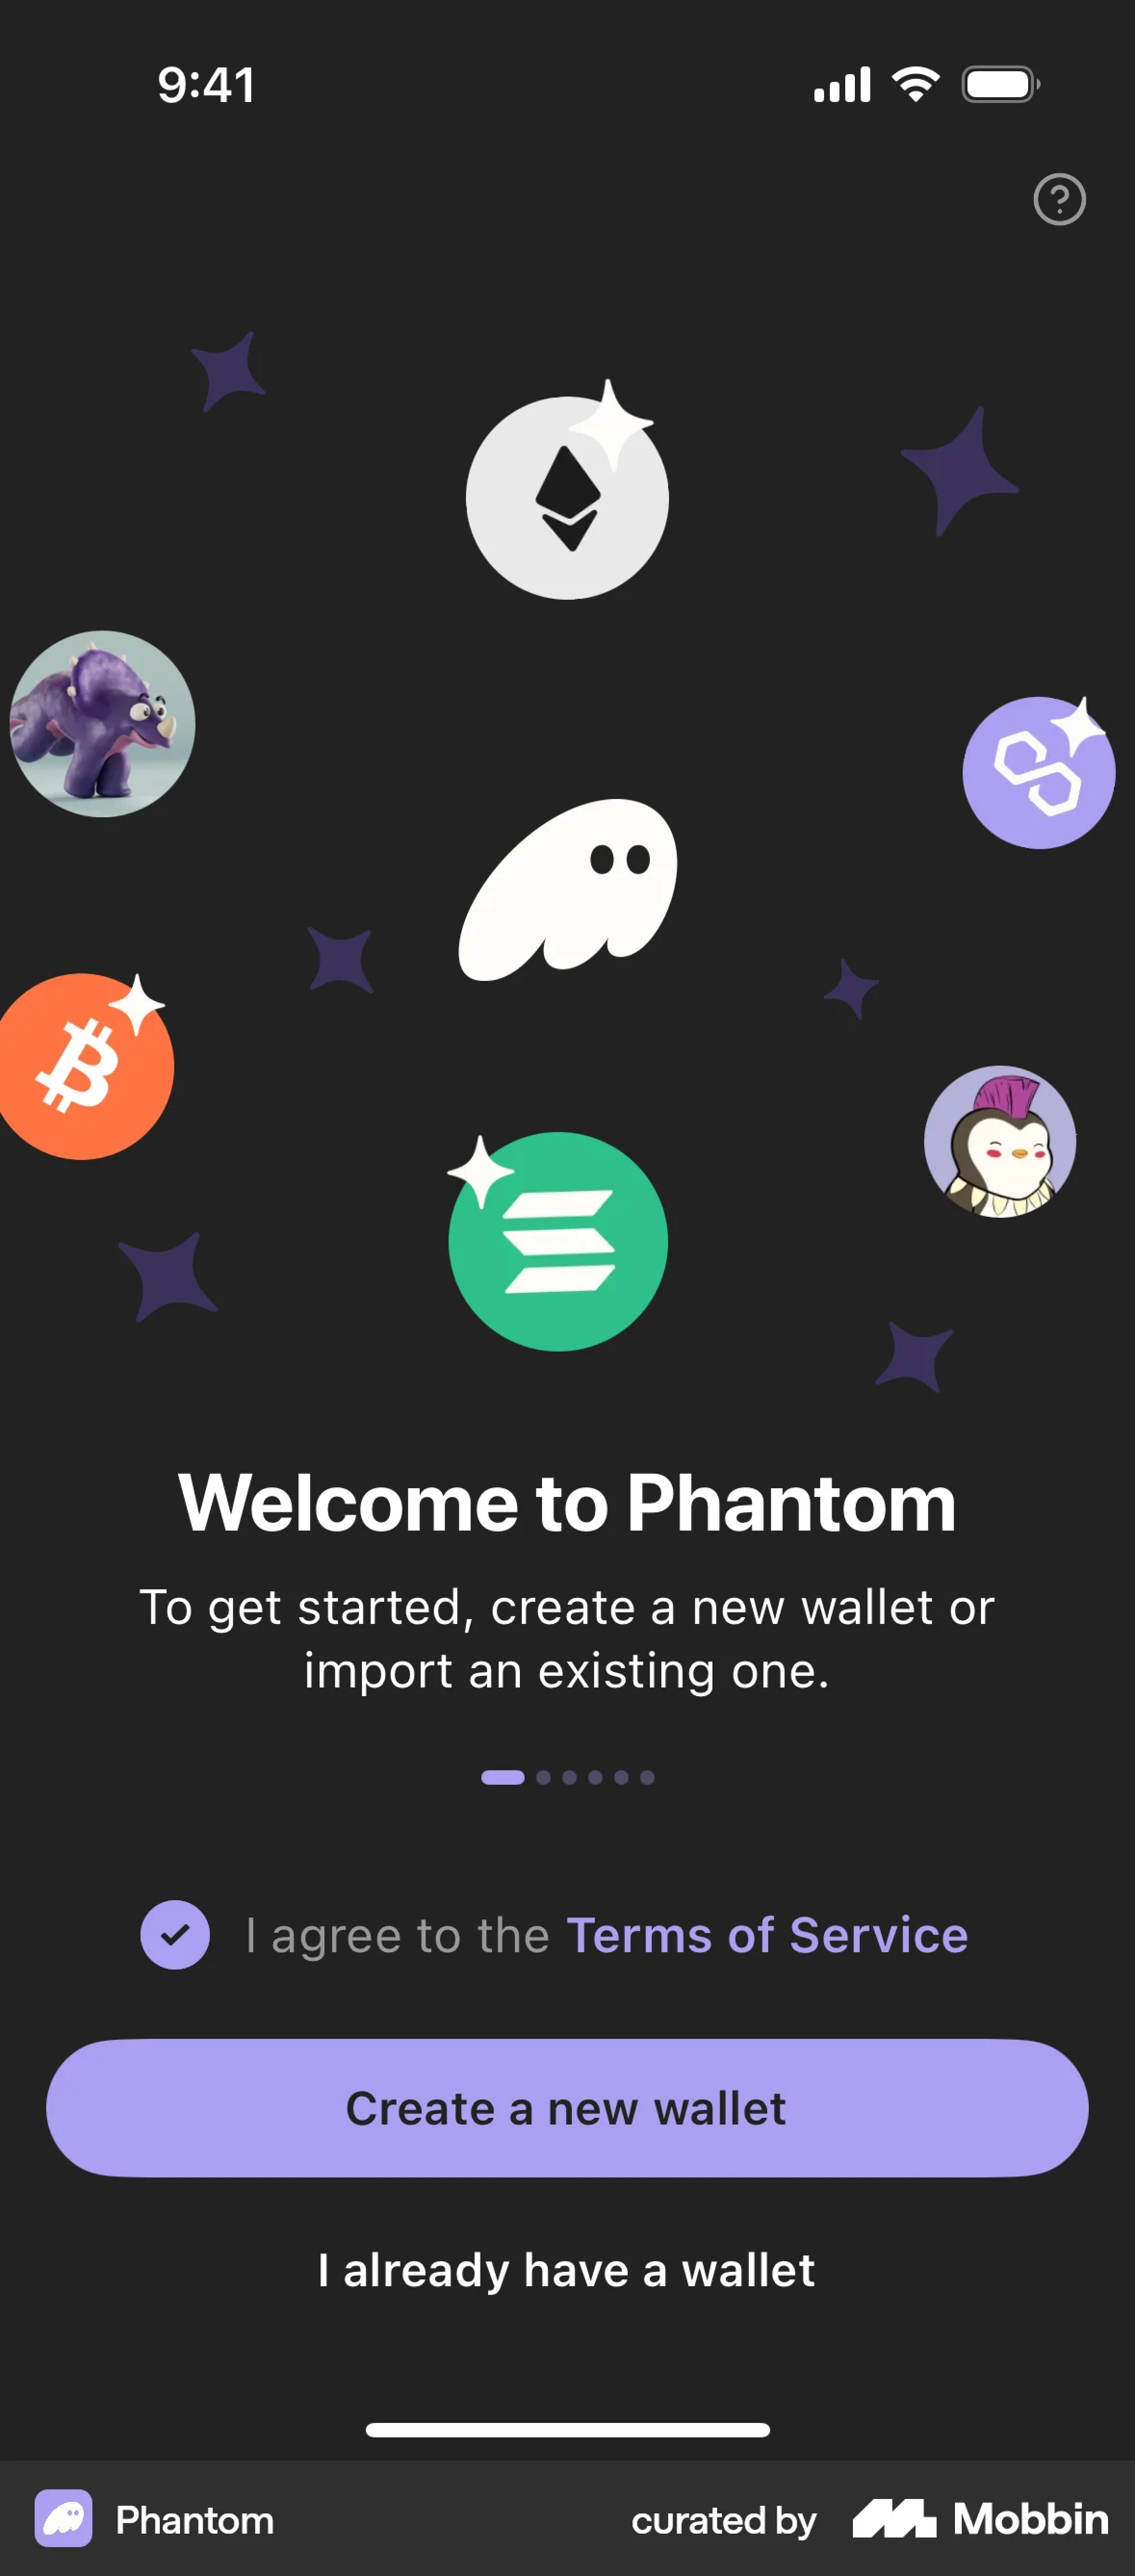 9:41
Welcome to Phantom
To get started, create a new wallet or
import an existing one.
I agree to the Terms of Service
Create a new wallet
I already have a wallet
Phantom
curated by Mobbin